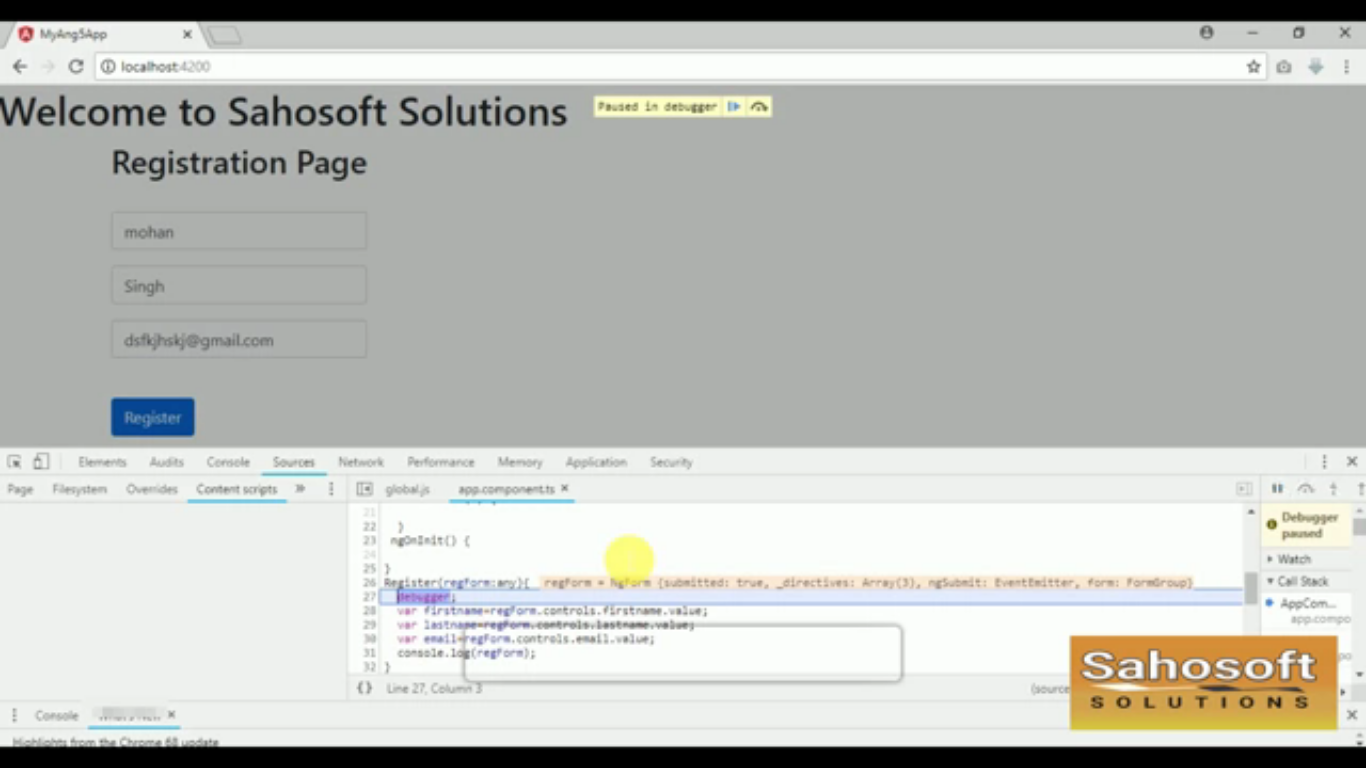 MyAng5App
localhost:4200
Welcome to Sahosoft Solutions
Paused in debugger
Registration Page
mohan
Singh
dsfkjhskj@gmail.com
Register
Elements Audits Console Sources Network Performance Memory Application Security
Page Filesystem Overrides Content scripts » global.js app.component.ts
Debugger paused
21
22 }
23 ngOnInit() {
24
25 }
26 Register(regForm:any){ regForm = NgForm {submitted: true, _directives: Array(3), ngSubmit: EventEmitter, form: FormGroup}
27 debugger;
28 var firstname=regForm.controls.firstname.value;
29 var lastname=regForm.controls.lastname.value;
30 var email=regForm.controls.email.value;
31 console.log(regForm);
32 }
Watch
Call Stack
AppCom...
app.compo
{} Line 27, Column 3 (source
Sahosoft
SOLUTIONS
Console
Highlights from the Chrome 68 update